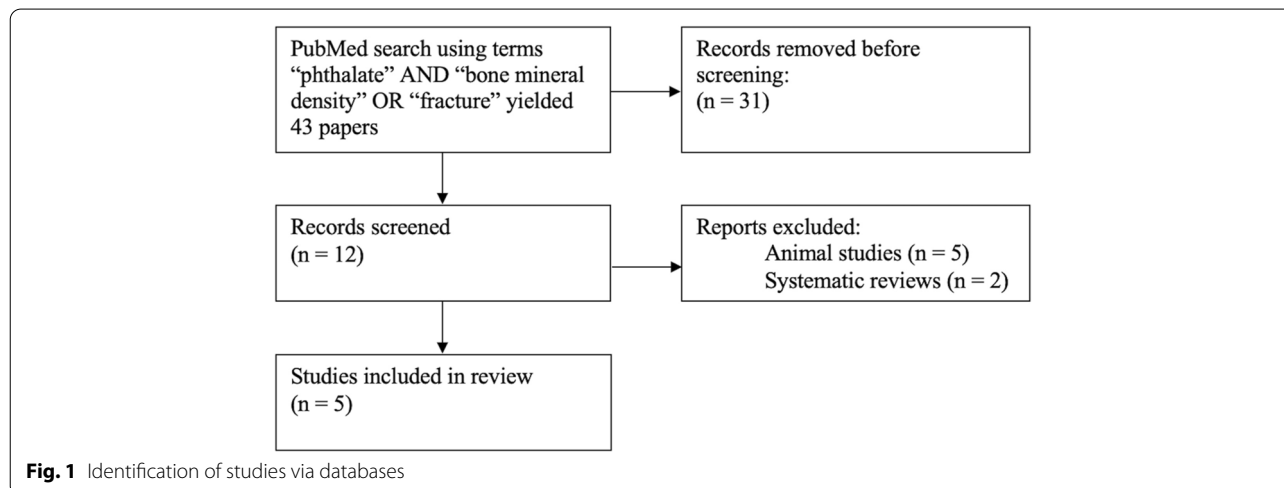 PubMed search using terms
“phthalate” AND “bone mineral
density” OR “fracture” yielded
43 papers
Records removed before
screening:
(n = 31)
Records screened
(n = 12)
Reports excluded:
Animal studies (n = 5)
Systematic reviews (n = 2)
Studies included in review
(n = 5)
Fig. 1 Identification of studies via databases